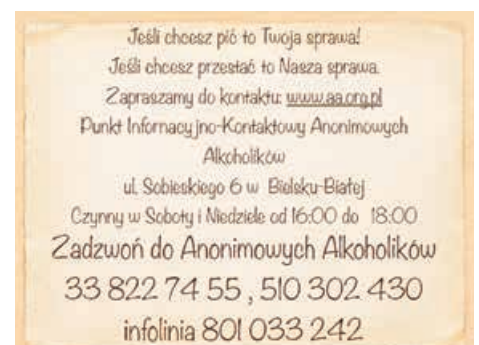 Jeśli chcesz pić to Twoja sprawa!
Jeśli chcesz przestać to Nasza sprawa.
Zapraszamy do kontaktu: www.aa.org.pl
Punkt Infornacyjno-Kontaktowy Anonimowych
Alkoholików
ul. Sobieskiego 6 w Bielsku-Białej
Czynny w Soboty i Niedziele od 16:00 do 18:00
Zadzwoń do Anonimowych Alkoholików
33 822 74 55 , 510 302 430
infolinia 801 033 242